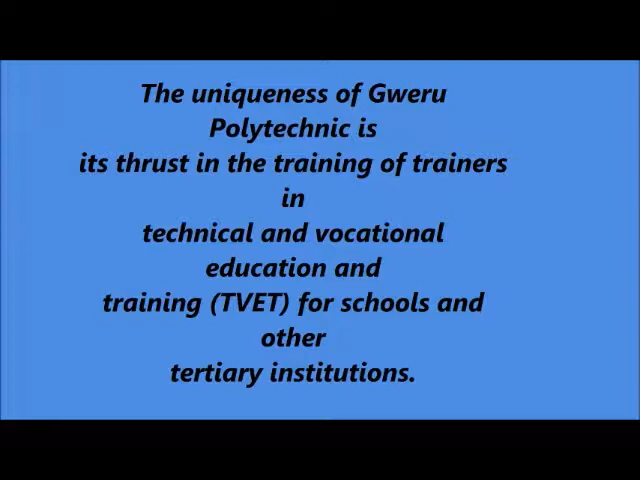 The uniqueness of Gweru
Polytechnic is
its thrust in the training of trainers
in
technical and vocational
education and
training (TVET) for schools and
other
tertiary institutions.